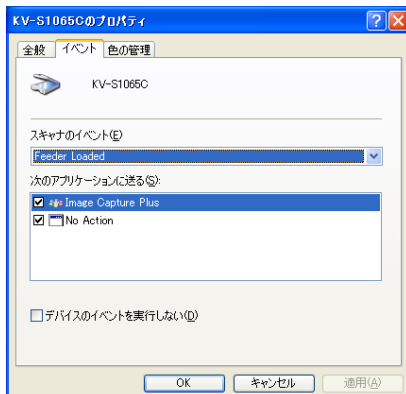 KV-S1065Cのプロパティ
全般 イベント 色の管理
KV-S1065C
スキャナのイベント(E)
Feeder Loaded
次のアプリケーションに送る(S):
Image Capture Plus
No Action
デバイスのイベントを実行しない(D)
OK キャンセル 適用(A)